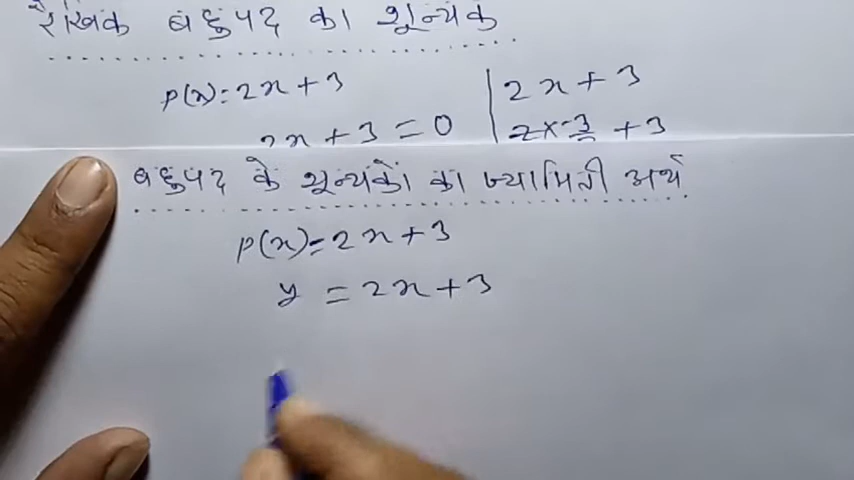 रैखिक बहुपद का शून्यक
p(x)=2x+3
2x+3=0
2x+3
2×-3/2+3
बहुपद के शून्यकों का ज्यामिती अर्थ
p(x)=2x+3
y = 2x+3